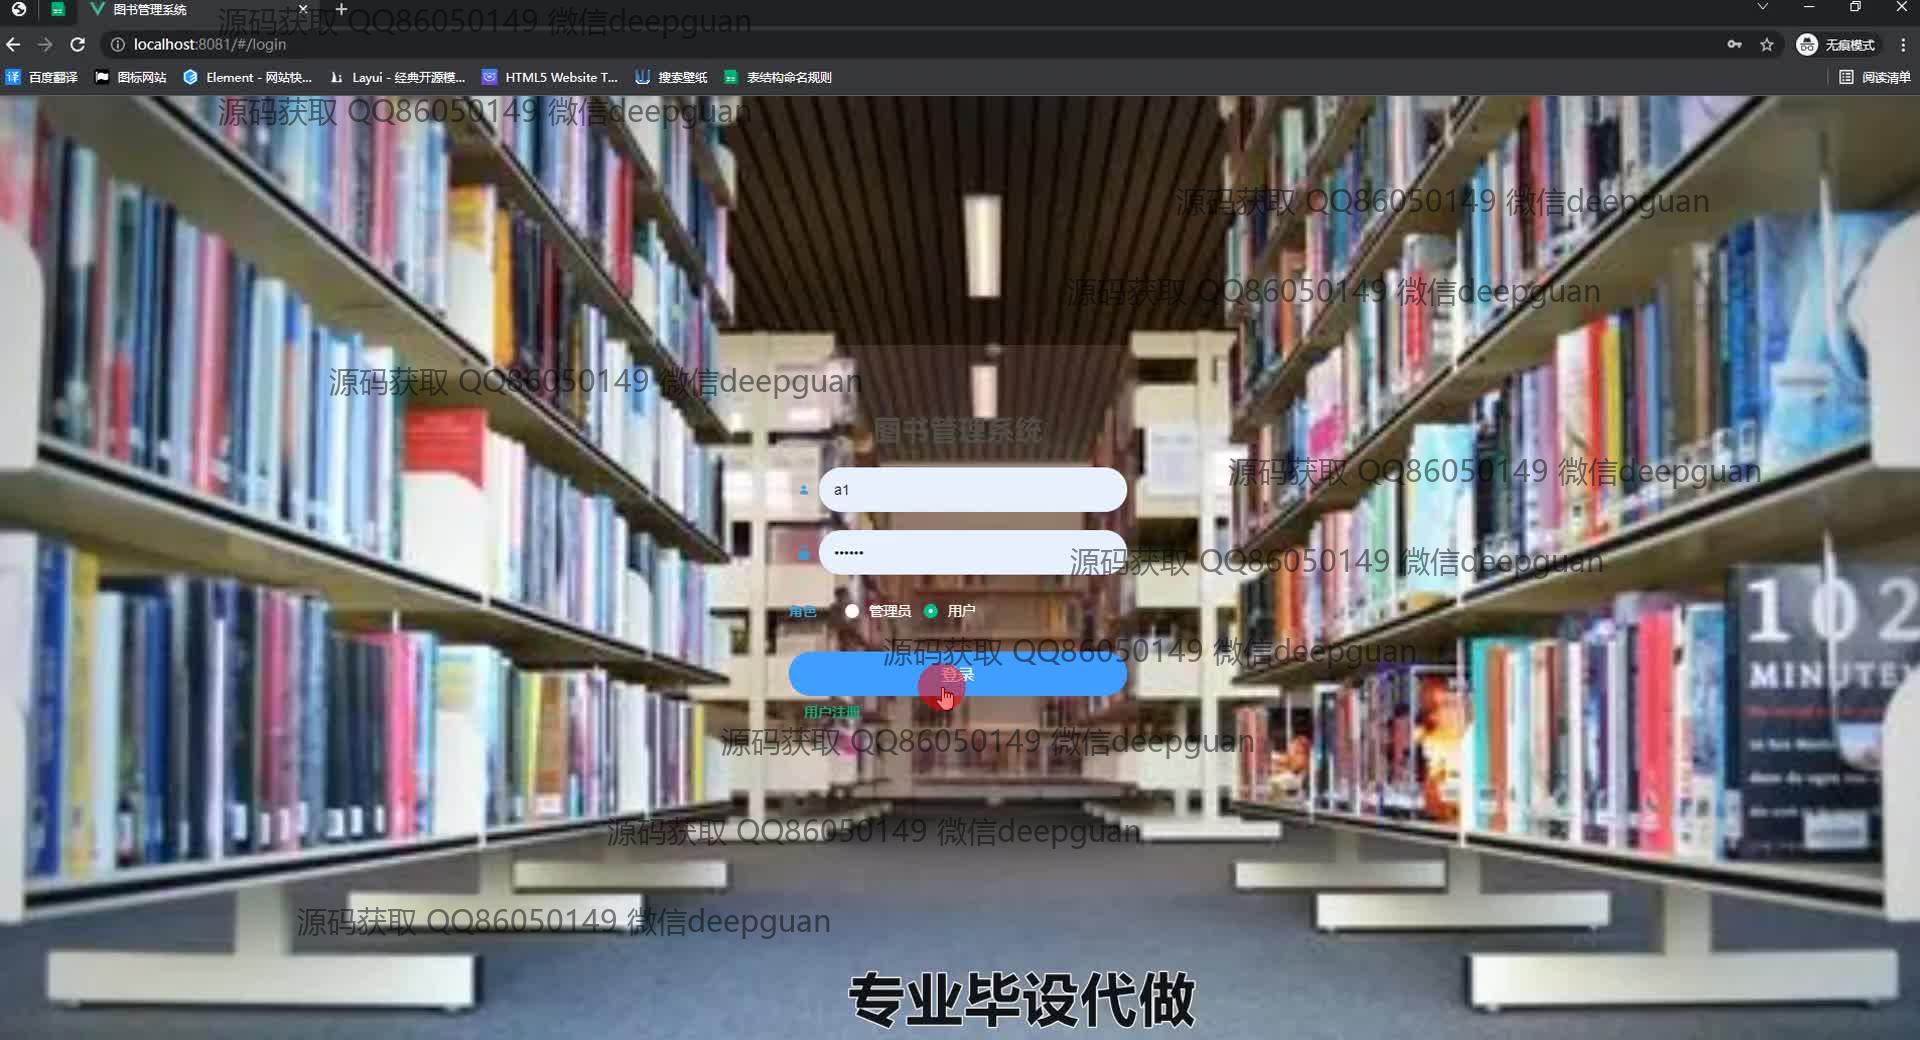 图书管理系统
源码获取 QQ86050149 微信deepguan
localhost:8081/#/login
无痕模式
百度翻译
图标网站
Element - 网站快...
Layui - 经典开源模...
HTML5 Website T...
搜索壁纸
表结构命名规则
阅读清单
源码获取 QQ86050149 微信deepguan
源码获取 QQ86050149 微信deepguan
源码获取 QQ86050149 微信deepguan
源码获取 QQ86050149 微信deepguan
图书管理系统
源码获取 QQ86050149 微信deepguan
a1
••••••
源码获取 QQ86050149 微信deepguan
102
MINUTE
角色
管理员
用户
源码获取 QQ86050149 微信deepguan
登录
用户注册
源码获取 QQ86050149 微信deepguan
源码获取 QQ86050149 微信deepguan
源码获取 QQ86050149 微信deepguan
专业毕设代做